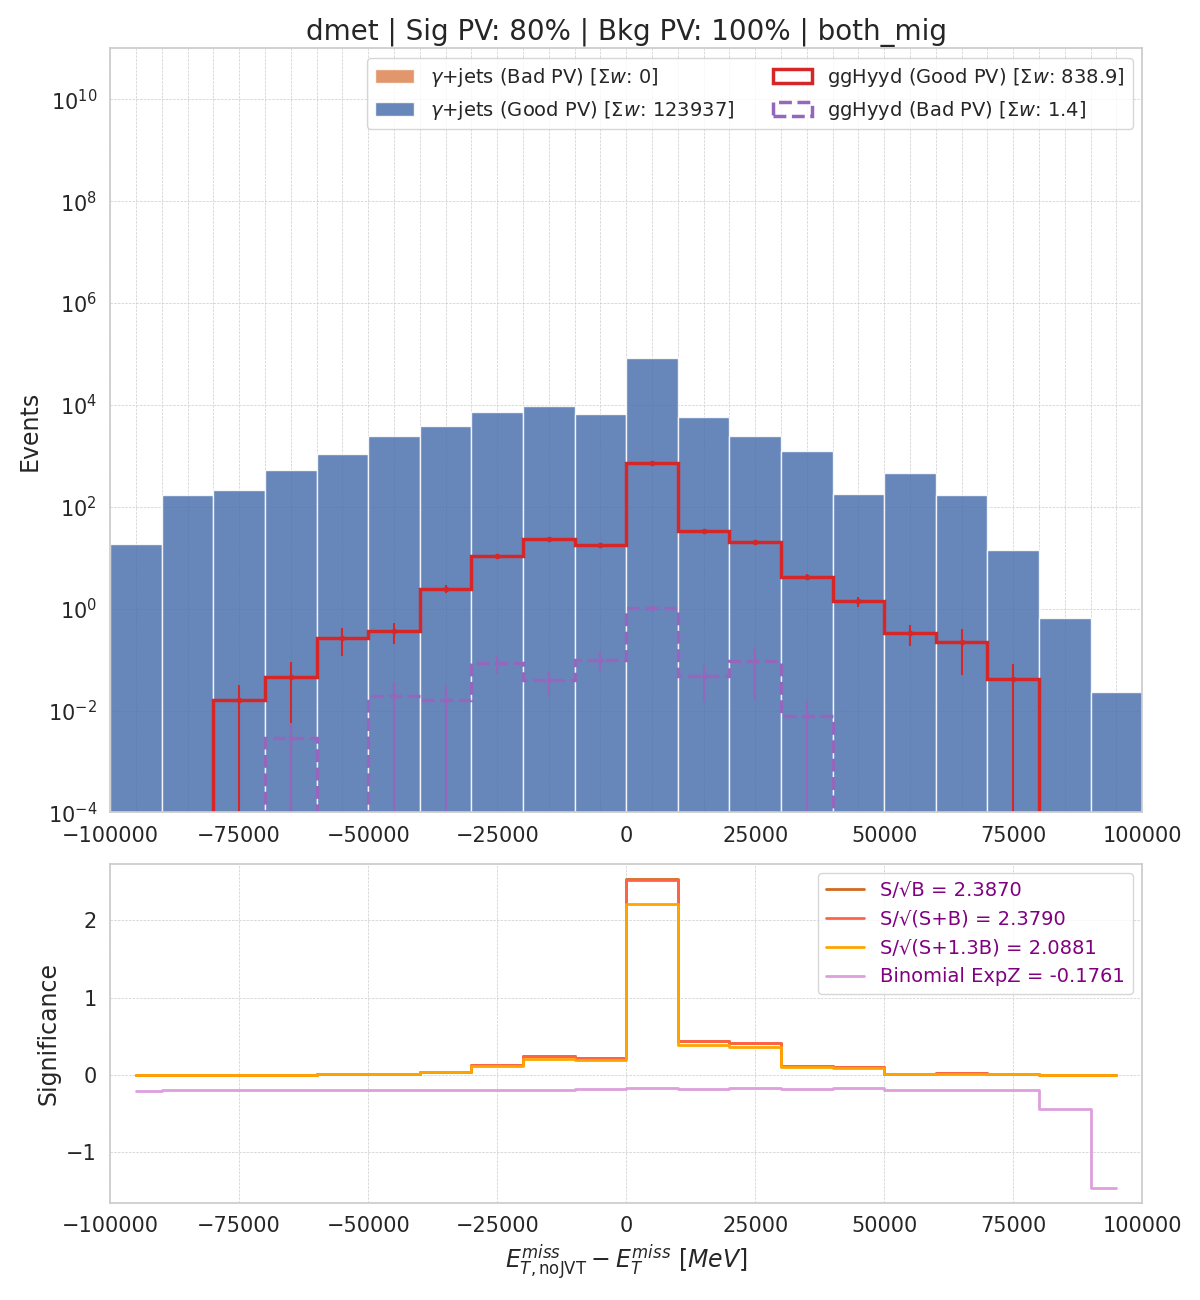 dmet | Sig PV: 80% | Bkg PV: 100% | both_mig
γ+jets (Bad PV) [Σw: 0]
γ+jets (Good PV) [Σw: 123937]
ggHyyd (Good PV) [Σw: 838.9]
ggHyyd (Bad PV) [Σw: 1.4]
Events
10^10
10^8
10^6
10^4
10^2
10^0
10^−2
10^−4
−100000 −75000 −50000 −25000 0 25000 50000 75000 100000
S/√B = 2.3870
S/√(S+B) = 2.3790
S/√(S+1.3B) = 2.0881
Binomial ExpZ = -0.1761
Significance
2
1
0
−1
−100000 −75000 −50000 −25000 0 25000 50000 75000 100000
E_{T,noJVT}^{miss} − E_T^{miss} [MeV]